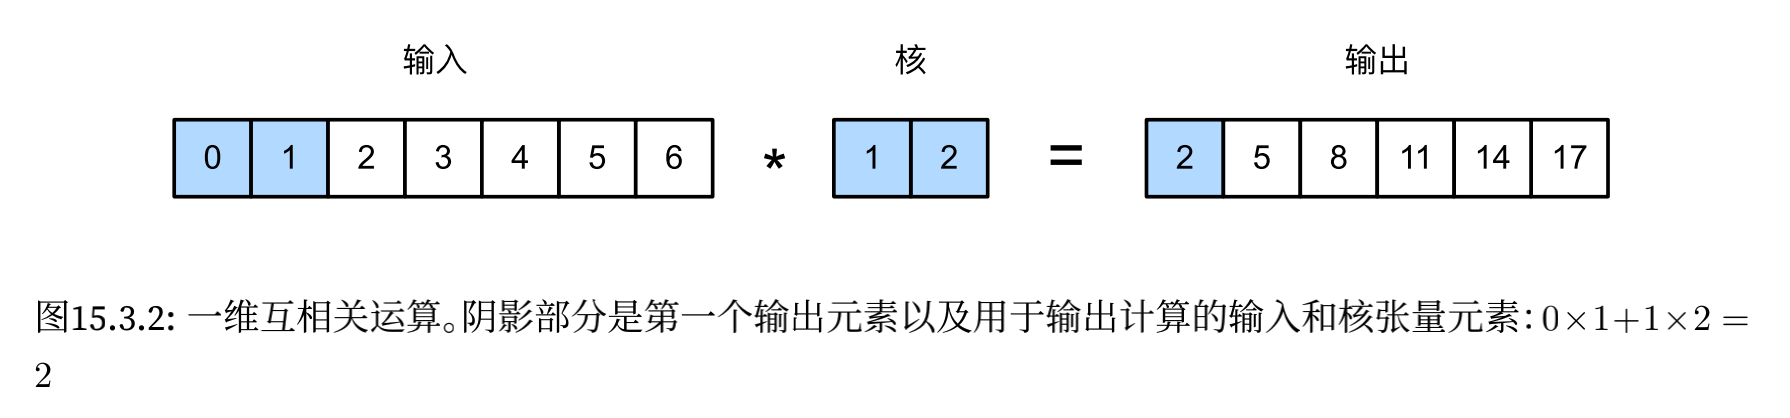 输入 核 输出
0 1 2 3 4 5 6 * 1 2 = 2 5 8 11 14 17
图15.3.2: 一维互相关运算。阴影部分是第一个输出元素以及用于输出计算的输入和核张量元素：0×1+1×2 =
2